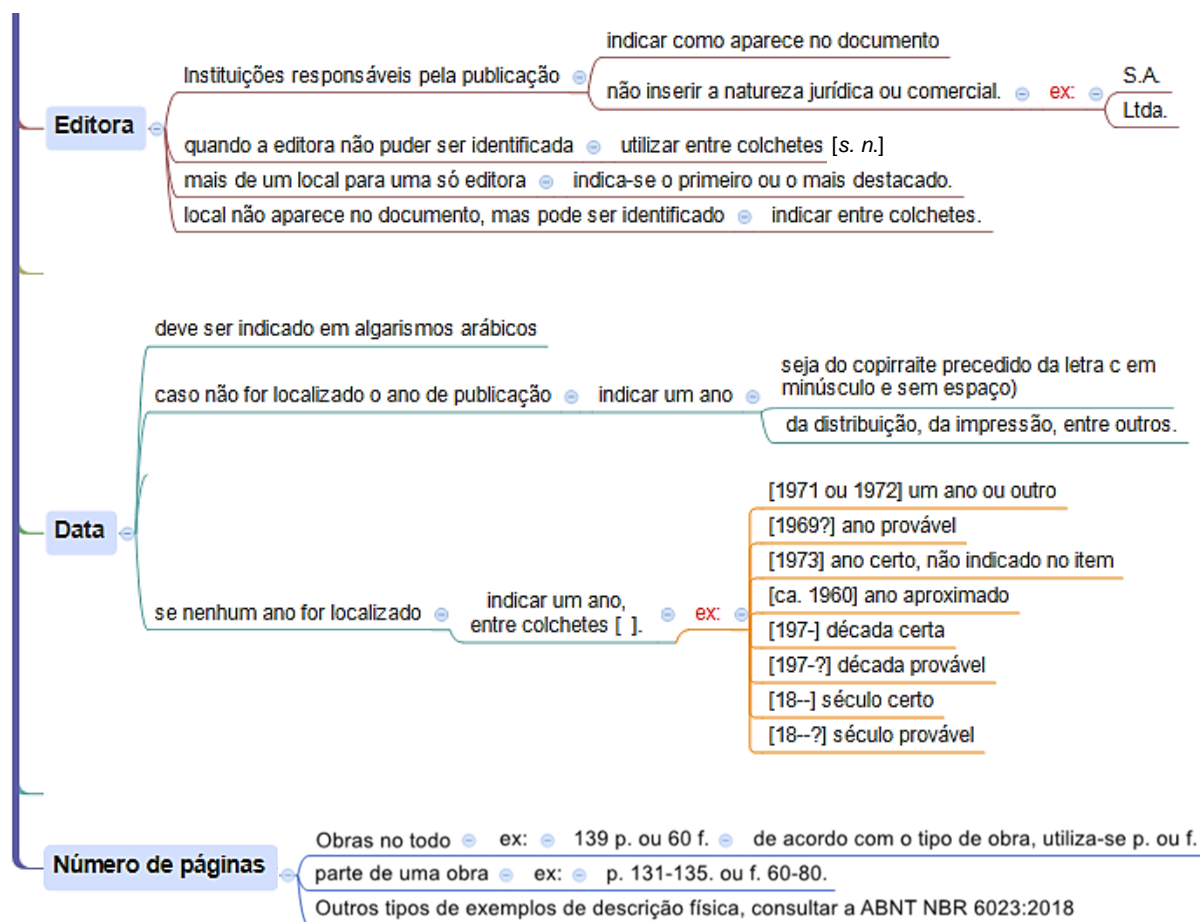 Editora
Instituições responsáveis pela publicação
indicar como aparece no documento
não inserir a natureza jurídica ou comercial.
ex:
S.A.
Ltda.
quando a editora não puder ser identificada
utilizar entre colchetes [s. n.]
mais de um local para uma só editora
indica-se o primeiro ou o mais destacado.
local não aparece no documento, mas pode ser identificado
indicar entre colchetes.
Data
deve ser indicado em algarismos arábicos
caso não for localizado o ano de publicação
indicar um ano
seja do copirraite precedido da letra c em
minúsculo e sem espaço)
da distribuição, da impressão, entre outros.
se nenhum ano for localizado
indicar um ano,
entre colchetes [ ].
ex:
[1971 ou 1972] um ano ou outro
[1969?] ano provável
[1973] ano certo, não indicado no item
[ca. 1960] ano aproximado
[197-] década certa
[197-?] década provável
[18--] século certo
[18--?] século provável
Número de páginas
Obras no todo
ex:
139 p. ou 60 f.
de acordo com o tipo de obra, utiliza-se p. ou f.
parte de uma obra
ex:
p. 131-135. ou f. 60-80.
Outros tipos de exemplos de descrição física, consultar a ABNT NBR 6023:2018